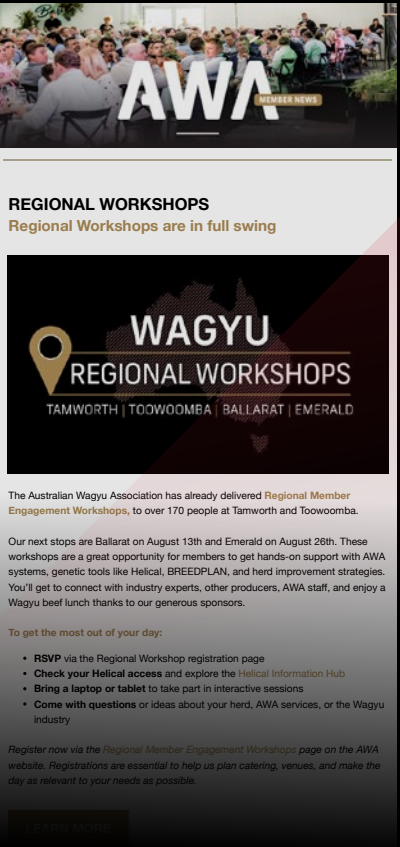 AWA
MEMBER NEWS
REGIONAL WORKSHOPS
Regional Workshops are in full swing
WAGYU
REGIONAL WORKSHOPS
TAMWORTH | TOOWOOMBA | BALLARAT | EMERALD
The Australian Wagyu Association has already delivered Regional Member
Engagement Workshops, to over 170 people at Tamworth and Toowoomba.
Our next stops are Ballarat on August 13th and Emerald on August 26th. These
workshops are a great opportunity for members to get hands-on support with AWA
systems, genetic tools like Helical, BREEDPLAN, and herd improvement strategies.
You'll get to connect with industry experts, other producers, AWA staff, and enjoy a
Wagyu beef lunch thanks to our generous sponsors.
To get the most out of your day:
• RSVP via the Regional Workshop registration page
• Check your Helical access and explore the Helical Information Hub
• Bring a laptop or tablet to take part in interactive sessions
• Come with questions or ideas about your herd, AWA services, or the Wagyu
industry
Register now via the Regional Member Engagement Workshops page on the AWA
website. Registrations are essential to help us plan catering, venues, and make the
day as relevant to your needs as possible.
LEARN MORE